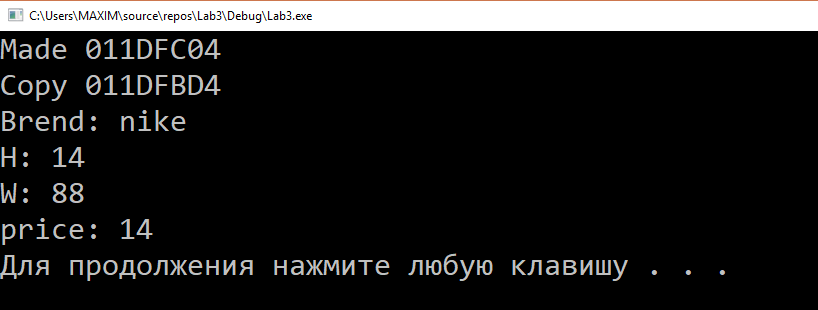 C:\Users\MAXIM\source\repos\Lab3\Debug\Lab3.exe
Made 011DFC04
Copy 011DFBD4
Brend: nike
H: 14
W: 88
price: 14
Для продолжения нажмите любую клавишу . . .